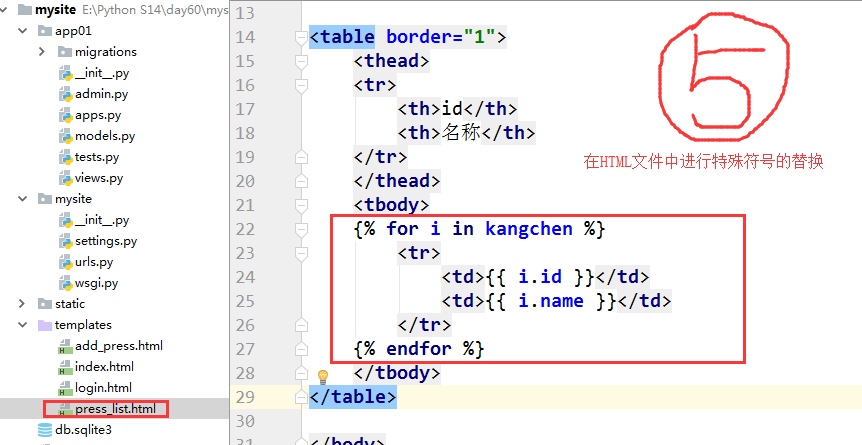 mysite E:\Python S14\day60\mys
app01
migrations
__init__.py
admin.py
apps.py
models.py
tests.py
views.py
mysite
__init__.py
settings.py
urls.py
wsgi.py
static
templates
add_press.html
index.html
login.html
press_list.html
db.sqlite3
13
14 <table border="1">
15 <thead>
16 <tr>
17 <th>id</th>
18 <th>名称</th>
19 </tr>
20 </thead>
21 <tbody>
22 {% for i in kangchen %}
23 <tr>
24 <td>{{ i.id }}</td>
25 <td>{{ i.name }}</td>
26 </tr>
27 {% endfor %}
28 </tbody>
29 </table>
30
31 </body>
5
在HTML文件中进行特殊符号的替换